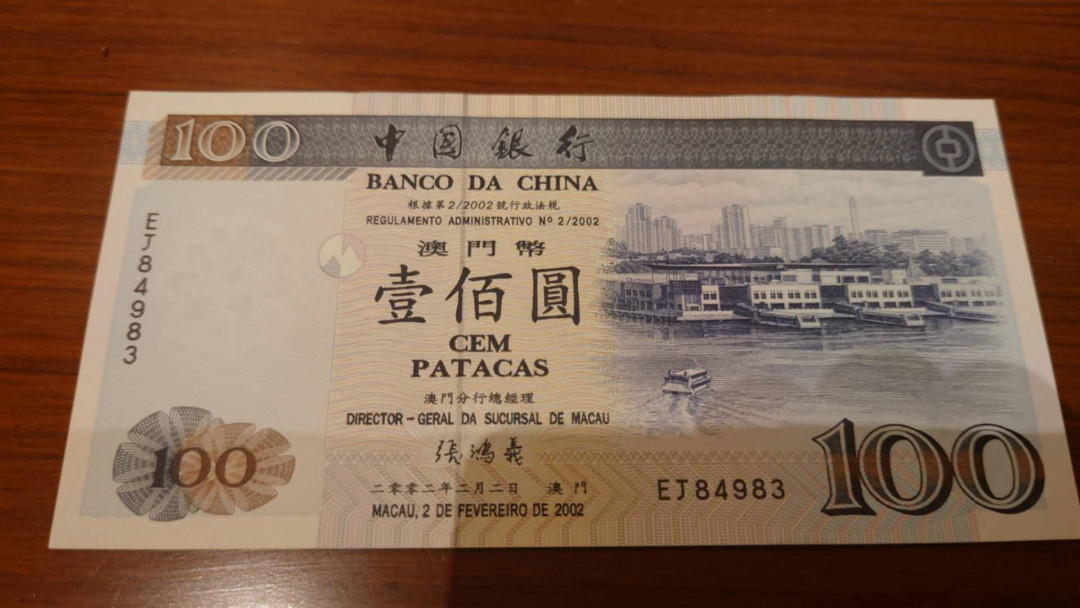 100
中國銀行
BANCO DA CHINA
根據第2/2002號行政法規
REGULAMENTO ADMINISTRATIVO Nº 2/2002
澳門幣
壹佰圓
CEM
PATACAS
澳門分行總經理
DIRECTOR-GERAL DA SUCURSAL DE MACAU
張鴻義
二零零二年二月二日 澳門
MACAU, 2 DE FEVEREIRO DE 2002
EJ84983
100
EJ84983
100